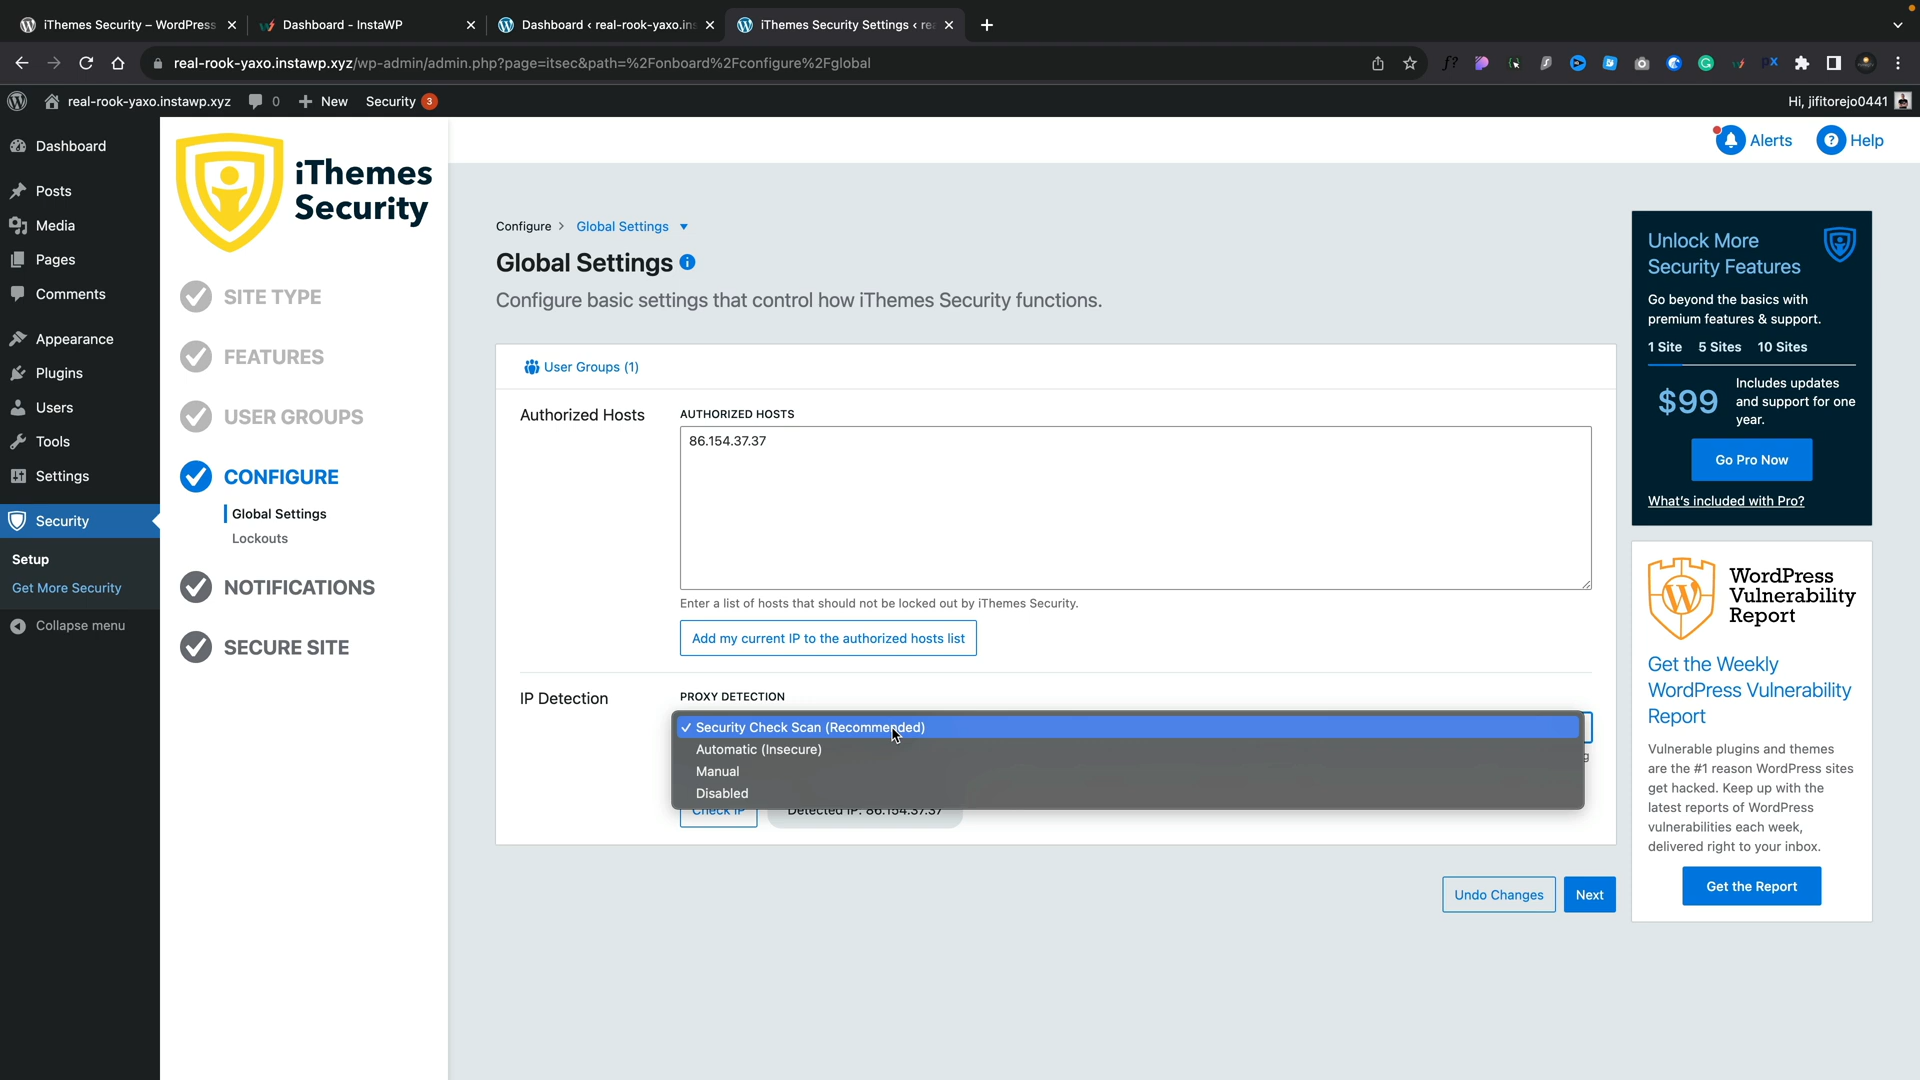 iThemes Security – WordPress
Dashboard - InstaWP
Dashboard ‹ real-rook-yaxo.in
iThemes Security Settings ‹ re
real-rook-yaxo.instawp.xyz/wp-admin/admin.php?page=itsec&path=%2Fonboard%2Fconfigure%2Fglobal
real-rook-yaxo.instawp.xyz
0
New
Security 3
Hi, jifitorejo0441
Dashboard
Posts
Media
Pages
Comments
Appearance
Plugins
Users
Tools
Settings
Security
Setup
Get More Security
Collapse menu
iThemes
Security
SITE TYPE
FEATURES
USER GROUPS
CONFIGURE
Global Settings
Lockouts
NOTIFICATIONS
SECURE SITE
Alerts
Help
Configure > Global Settings
Global Settings
Configure basic settings that control how iThemes Security functions.
User Groups (1)
Authorized Hosts
AUTHORIZED HOSTS
86.154.37.37
Enter a list of hosts that should not be locked out by iThemes Security.
Add my current IP to the authorized hosts list
IP Detection
PROXY DETECTION
✓ Security Check Scan (Recommended)
Automatic (Insecure)
Manual
Disabled
Check IP
Detected IP: 86.154.37.37
Undo Changes
Next
Unlock More
Security Features
Go beyond the basics with
premium features & support.
1 Site 5 Sites 10 Sites
$99
Includes updates
and support for one
year.
Go Pro Now
What's included with Pro?
WordPress
Vulnerability
Report
Get the Weekly
WordPress Vulnerability
Report
Vulnerable plugins and themes
are the #1 reason WordPress sites
get hacked. Keep up with the
latest reports of WordPress
vulnerabilities each week,
delivered right to your inbox.
Get the Report